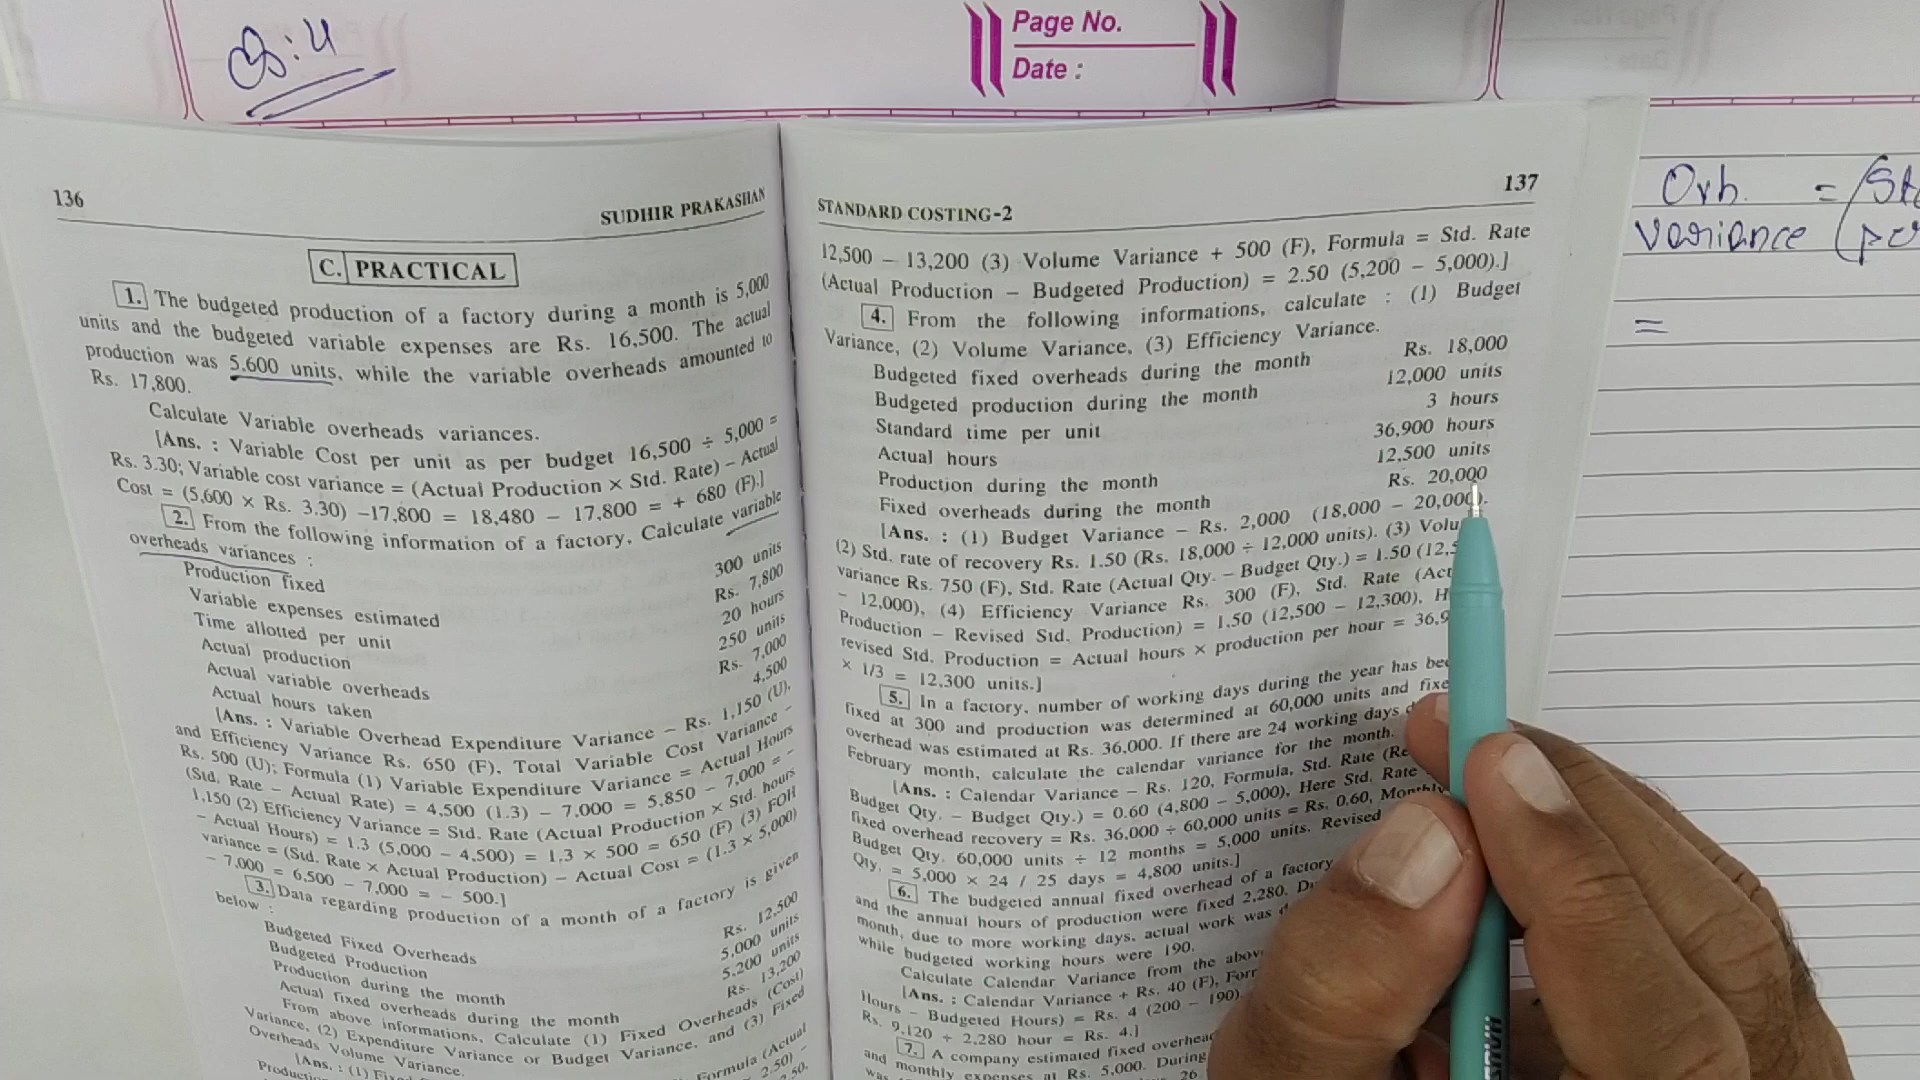 Q:4
Page No.
Date :
136
SUDHIR PRAKASHAN
C. PRACTICAL
1. The budgeted production of a factory during a month is 5,000
units and the budgeted variable expenses are Rs. 16,500. The actual
production was 5,600 units, while the variable overheads amounted to
Rs. 17,800.
Calculate Variable overheads variances.
[Ans. : Variable Cost per unit as per budget 16,500 ÷ 5,000 =
Rs. 3.30; Variable cost variance = (Actual Production × Std. Rate) – Actual
Cost = (5,600 × Rs. 3.30) –17,800 = 18,480 – 17,800 = + 680 (F).]
2. From the following information of a factory, Calculate variable
overheads variances :
Production fixed 300 units
Variable expenses estimated Rs. 7,800
Time allotted per unit 20 hours
Actual production 250 units
Actual variable overheads Rs. 7,000
Actual hours taken 4,500
[Ans. : Variable Overhead Expenditure Variance – Rs. 1,150 (U),
and Efficiency Variance Rs. 650 (F), Total Variable Cost Variance –
Rs. 500 (U); Formula (1) Variable Expenditure Variance = Actual Hours
(Std. Rate – Actual Rate) = 4,500 (1.3) – 7,000 = 5,850 – 7,000 = –
1,150 (2) Efficiency Variance = Std. Rate (Actual Production × Std. hours
– Actual Hours) = 1.3 (5,000 – 4,500) = 1.3 × 500 = 650 (F) (3) FOH
variance = (Std. Rate × Actual Production) – Actual Cost = (1.3 × 5,000)
– 7,000 = 6,500 – 7,000 = – 500.]
3. Data regarding production of a month of a factory is given
below :
Budgeted Fixed Overheads Rs. 12,500
Budgeted Production 5,000 units
Production during the month 5,200 units
Actual fixed overheads during the month Rs. 13,200
From above informations, Calculate (1) Fixed Overheads (Cost)
Variance, (2) Expenditure Variance or Budget Variance, and (3) Fixed
Overheads Volume Variance.
[Ans. : (1) Formula (Actual
2.50) –
STANDARD COSTING-2
137
12,500 – 13,200 (3) Volume Variance + 500 (F), Formula = Std. Rate
(Actual Production – Budgeted Production) = 2.50 (5,200 – 5,000).]
4. From the following informations, calculate : (1) Budget
Variance, (2) Volume Variance, (3) Efficiency Variance.
Budgeted fixed overheads during the month Rs. 18,000
Budgeted production during the month 12,000 units
Standard time per unit 3 hours
Actual hours 36,900 hours
Production during the month 12,500 units
Fixed overheads during the month Rs. 20,000
[Ans. : (1) Budget Variance – Rs. 2,000 (18,000 – 20,000).
(2) Std. rate of recovery Rs. 1.50 (Rs. 18,000 ÷ 12,000 units). (3) Volu
variance Rs. 750 (F), Std. Rate (Actual Qty. – Budget Qty.) = 1.50 (12,5
– 12,000), (4) Efficiency Variance Rs. 300 (F), Std. Rate (Act
Production – Revised Std. Production) = 1.50 (12,500 – 12,300), H
revised Std. Production = Actual hours × production per hour = 36,9
× 1/3 = 12,300 units.]
5. In a factory, number of working days during the year has bee
fixed at 300 and production was determined at 60,000 units and fixe
overhead was estimated at Rs. 36,000. If there are 24 working days d
February month, calculate the calendar variance for the month.
[Ans. : Calendar Variance – Rs. 120, Formula, Std. Rate (Re
Budget Qty. – Budget Qty.) = 0.60 (4,800 – 5,000), Here Std. Rate
fixed overhead recovery = Rs. 36,000 ÷ 60,000 units = Rs. 0.60, Monthly
Budget Qty. 60,000 units ÷ 12 months = 5,000 units. Revised
Qty. = 5,000 × 24 / 25 days = 4,800 units.]
6. The budgeted annual fixed overhead of a factory
and the annual hours of production were fixed 2,280. Du
month, due to more working days, actual work was d
while budgeted working hours were 190.
Calculate Calendar Variance from the abov
[Ans. : Calendar Variance + Rs. 40 (F), For
Hours – Budgeted Hours) = Rs. 4 (200 – 190)
Rs. 9,120 ÷ 2,280 hour = Rs. 4.]
7. A company estimated fixed overhea
and monthly expenses at Rs. 5,000. During
was 26
Ovh. = (St
Variance (p
=